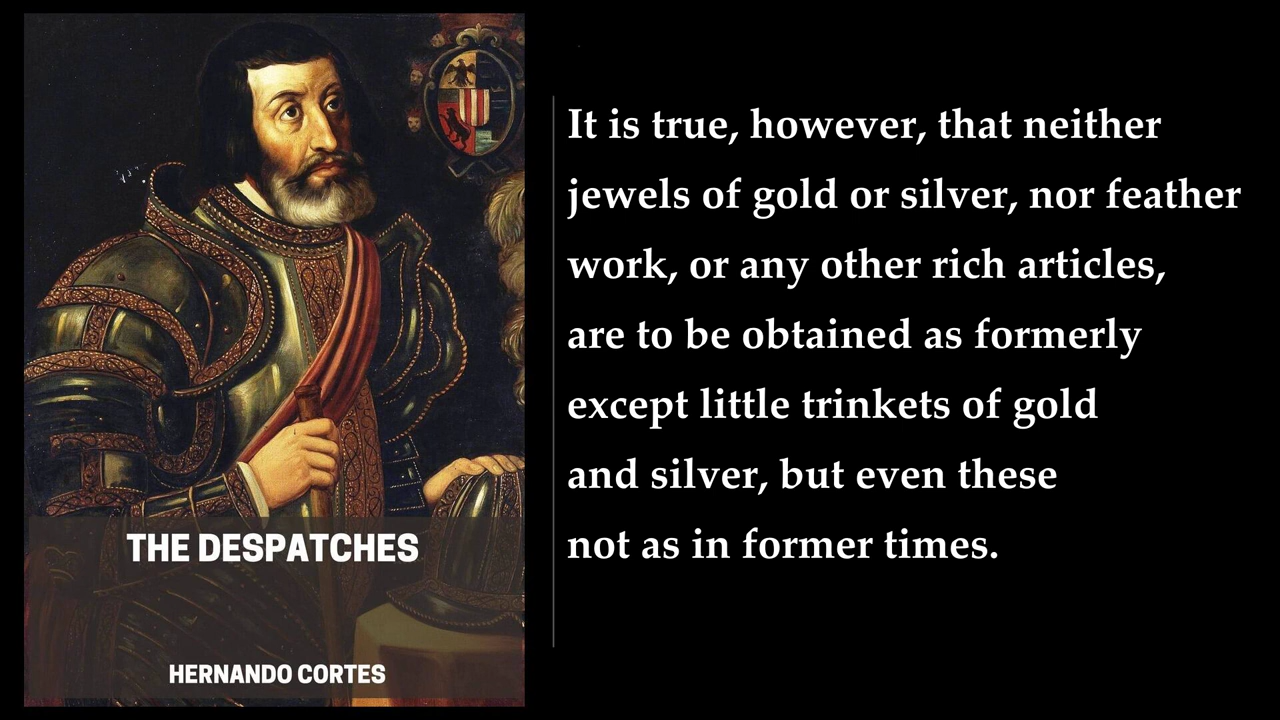 THE DESPATCHES
HERNANDO CORTES
It is true, however, that neither
jewels of gold or silver, nor feather
work, or any other rich articles,
are to be obtained as formerly
except little trinkets of gold
and silver, but even these
not as in former times.